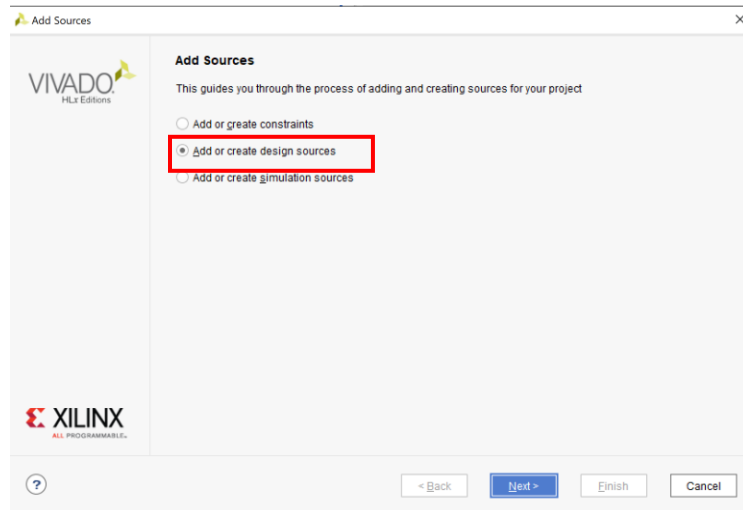 Add Sources
VIVADO.
HLx Editions
Add Sources
This guides you through the process of adding and creating sources for your project
Add or create constraints
Add or create design sources
Add or create simulation sources
XILINX
ALL PROGRAMMABLE.
?
< Back
Next >
Finish
Cancel